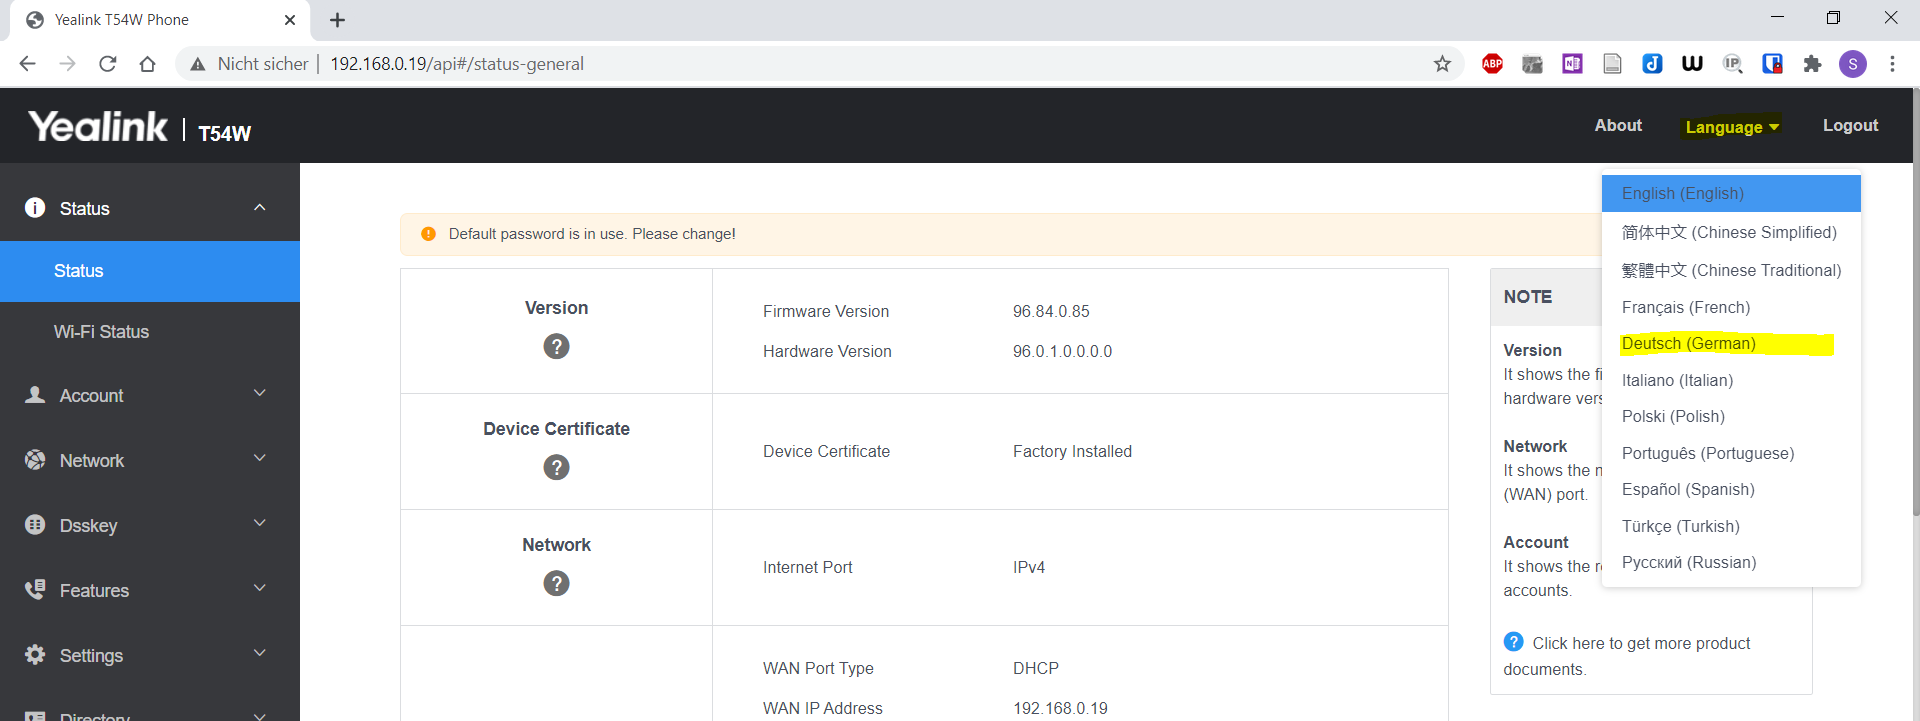 Yealink T54W Phone
Nicht sicher | 192.168.0.19/api#/status-general
ABP
IP
S
Yealink | T54W
About
Language
Logout
Status
Status
Wi-Fi Status
Account
Network
Dsskey
Features
Settings
Directory
Default password is in use. Please change!
Version
Firmware Version 96.84.0.85
Hardware Version 96.0.1.0.0.0.0
Device Certificate
Device Certificate Factory Installed
Network
Internet Port IPv4
WAN Port Type DHCP
WAN IP Address 192.168.0.19
NOTE
Version
It shows the fi
hardware vers
Network
It shows the n
(WAN) port.
Account
It shows the r
accounts.
Click here to get more product
documents.
English (English)
简体中文 (Chinese Simplified)
繁體中文 (Chinese Traditional)
Français (French)
Deutsch (German)
Italiano (Italian)
Polski (Polish)
Português (Portuguese)
Español (Spanish)
Türkçe (Turkish)
Русский (Russian)